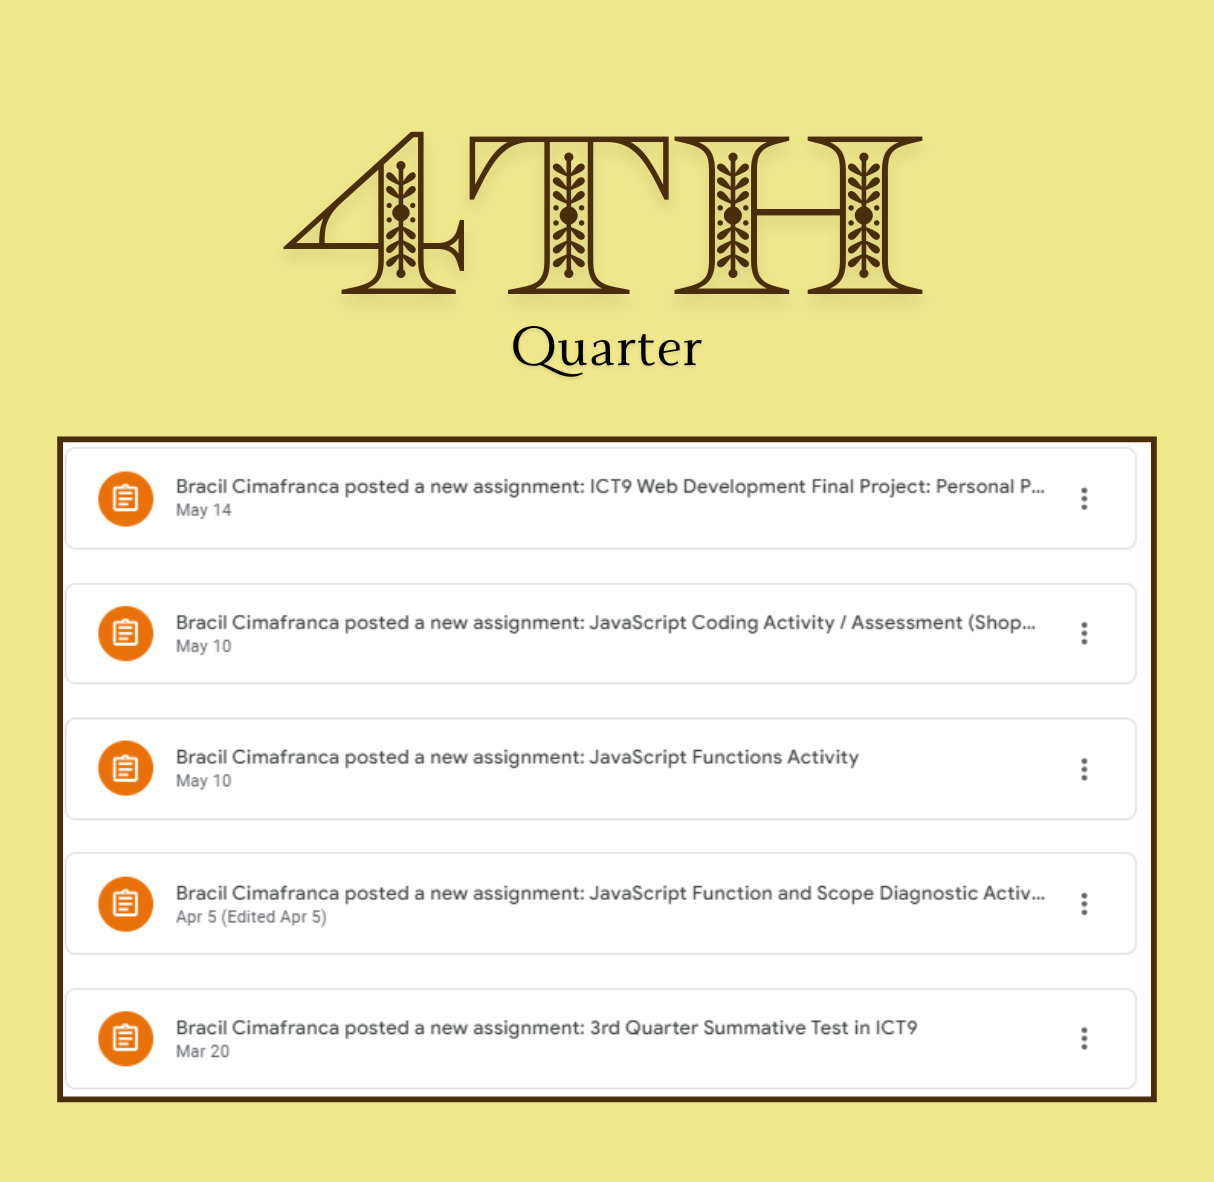 4TH
Quarter
Bracil Cimafranca posted a new assignment: ICT9 Web Development Final Project: Personal P...
May 14
Bracil Cimafranca posted a new assignment: JavaScript Coding Activity / Assessment (Shop...
May 10
Bracil Cimafranca posted a new assignment: JavaScript Functions Activity
May 10
Bracil Cimafranca posted a new assignment: JavaScript Function and Scope Diagnostic Activ...
Apr 5 (Edited Apr 5)
Bracil Cimafranca posted a new assignment: 3rd Quarter Summative Test in ICT9
Mar 20